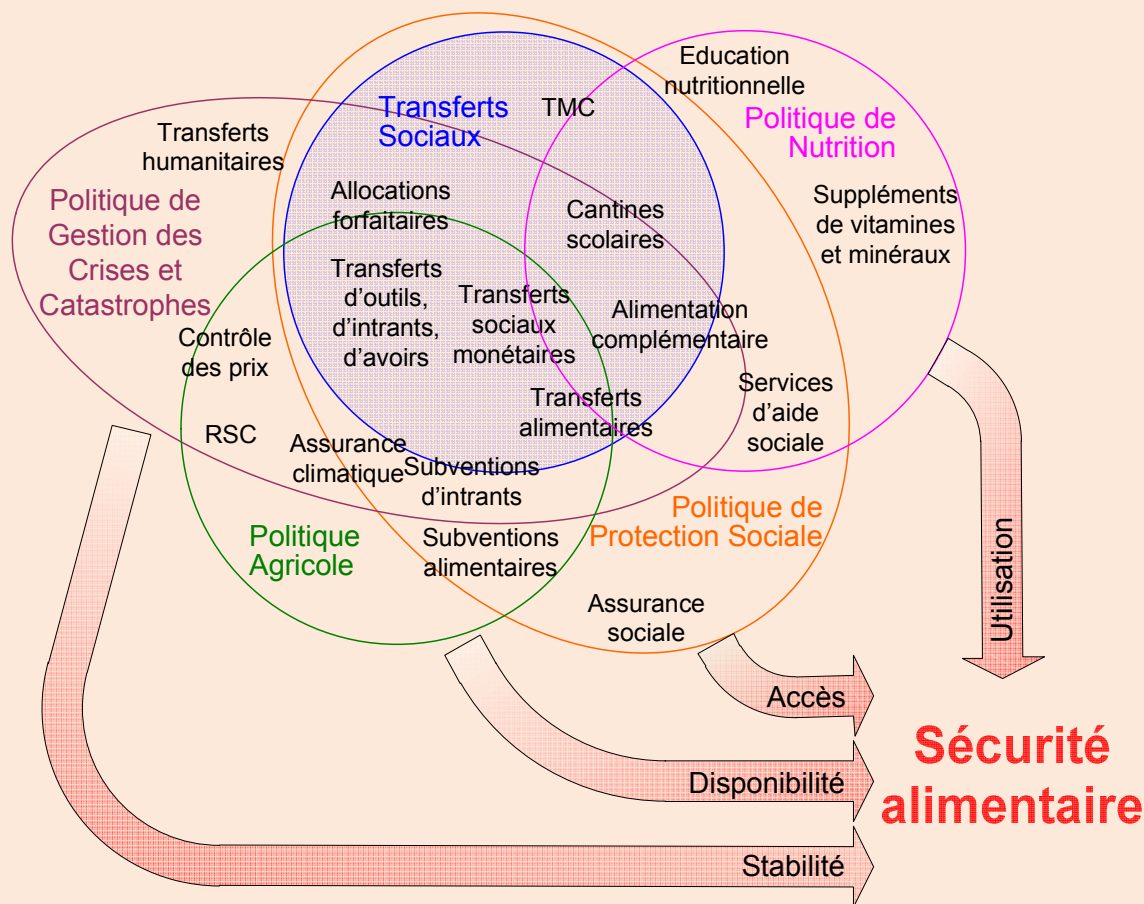 Education
nutritionnelle
Transferts
Sociaux
TMC
Politique de
Nutrition
Transferts
humanitaires
Allocations
forfaitaires
Cantines
scolaires
Suppléments
de vitamines
et minéraux
Politique de
Gestion des
Crises et
Catastrophes
Transferts
d'outils,
d'intrants,
d'avoirs
Transferts
sociaux
monétaires
Alimentation
complémentaire
Contrôle
des prix
Transferts
alimentaires
Services
d'aide
sociale
RSC
Assurance
climatique
Subventions
d'intrants
Politique de
Protection Sociale
Politique
Agricole
Subventions
alimentaires
Assurance
sociale
Utilisation
Accès
Disponibilité
Stabilité
Sécurité
alimentaire